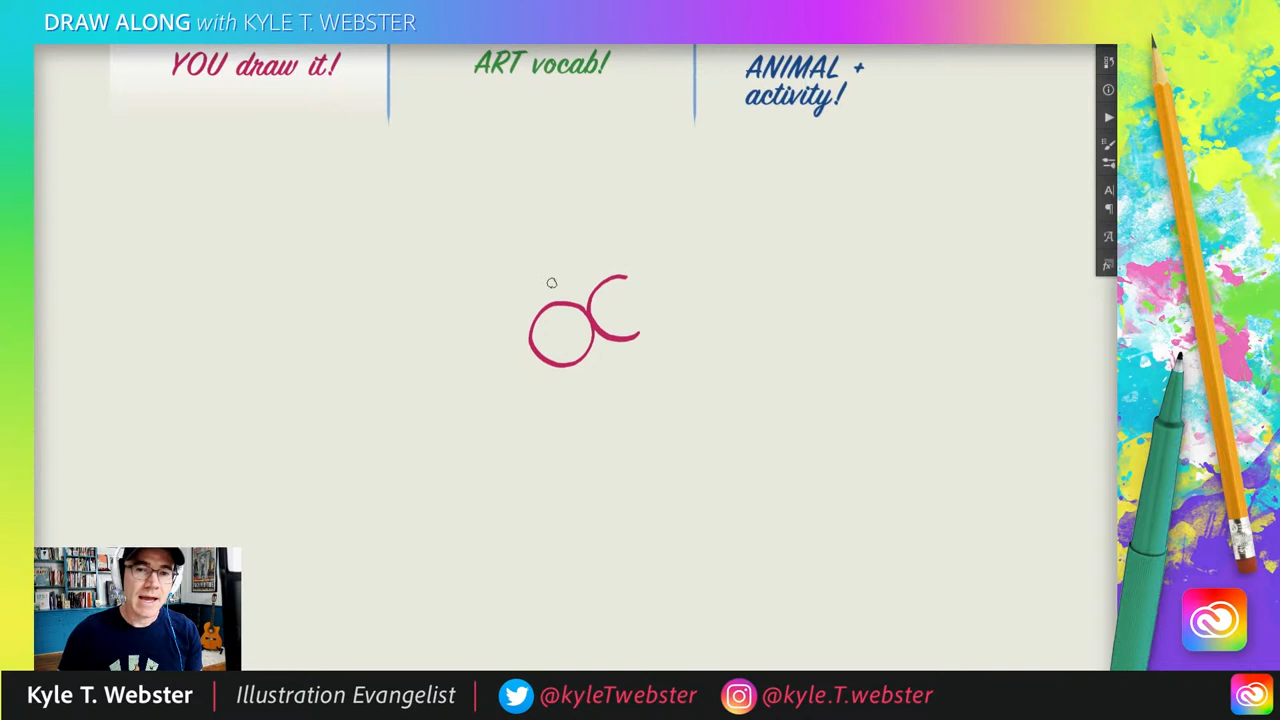 DRAW ALONG with KYLE T. WEBSTER
YOU draw it!
ART vocab!
ANIMAL +
activity!
Kyle T. Webster | Illustration Evangelist | @kyleTwebster @kyle.T.webster